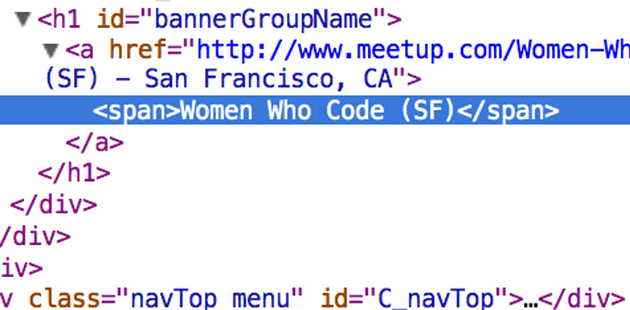 <h1 id="bannerGroupName">
<a href="http://www.meetup.com/Women-Wh
(SF) – San Francisco, CA">
<span>Women Who Code (SF)</span>
</a>
</h1>
</div>
/div>
iv>
v class="navTop menu" id="C_navTop">…</div>